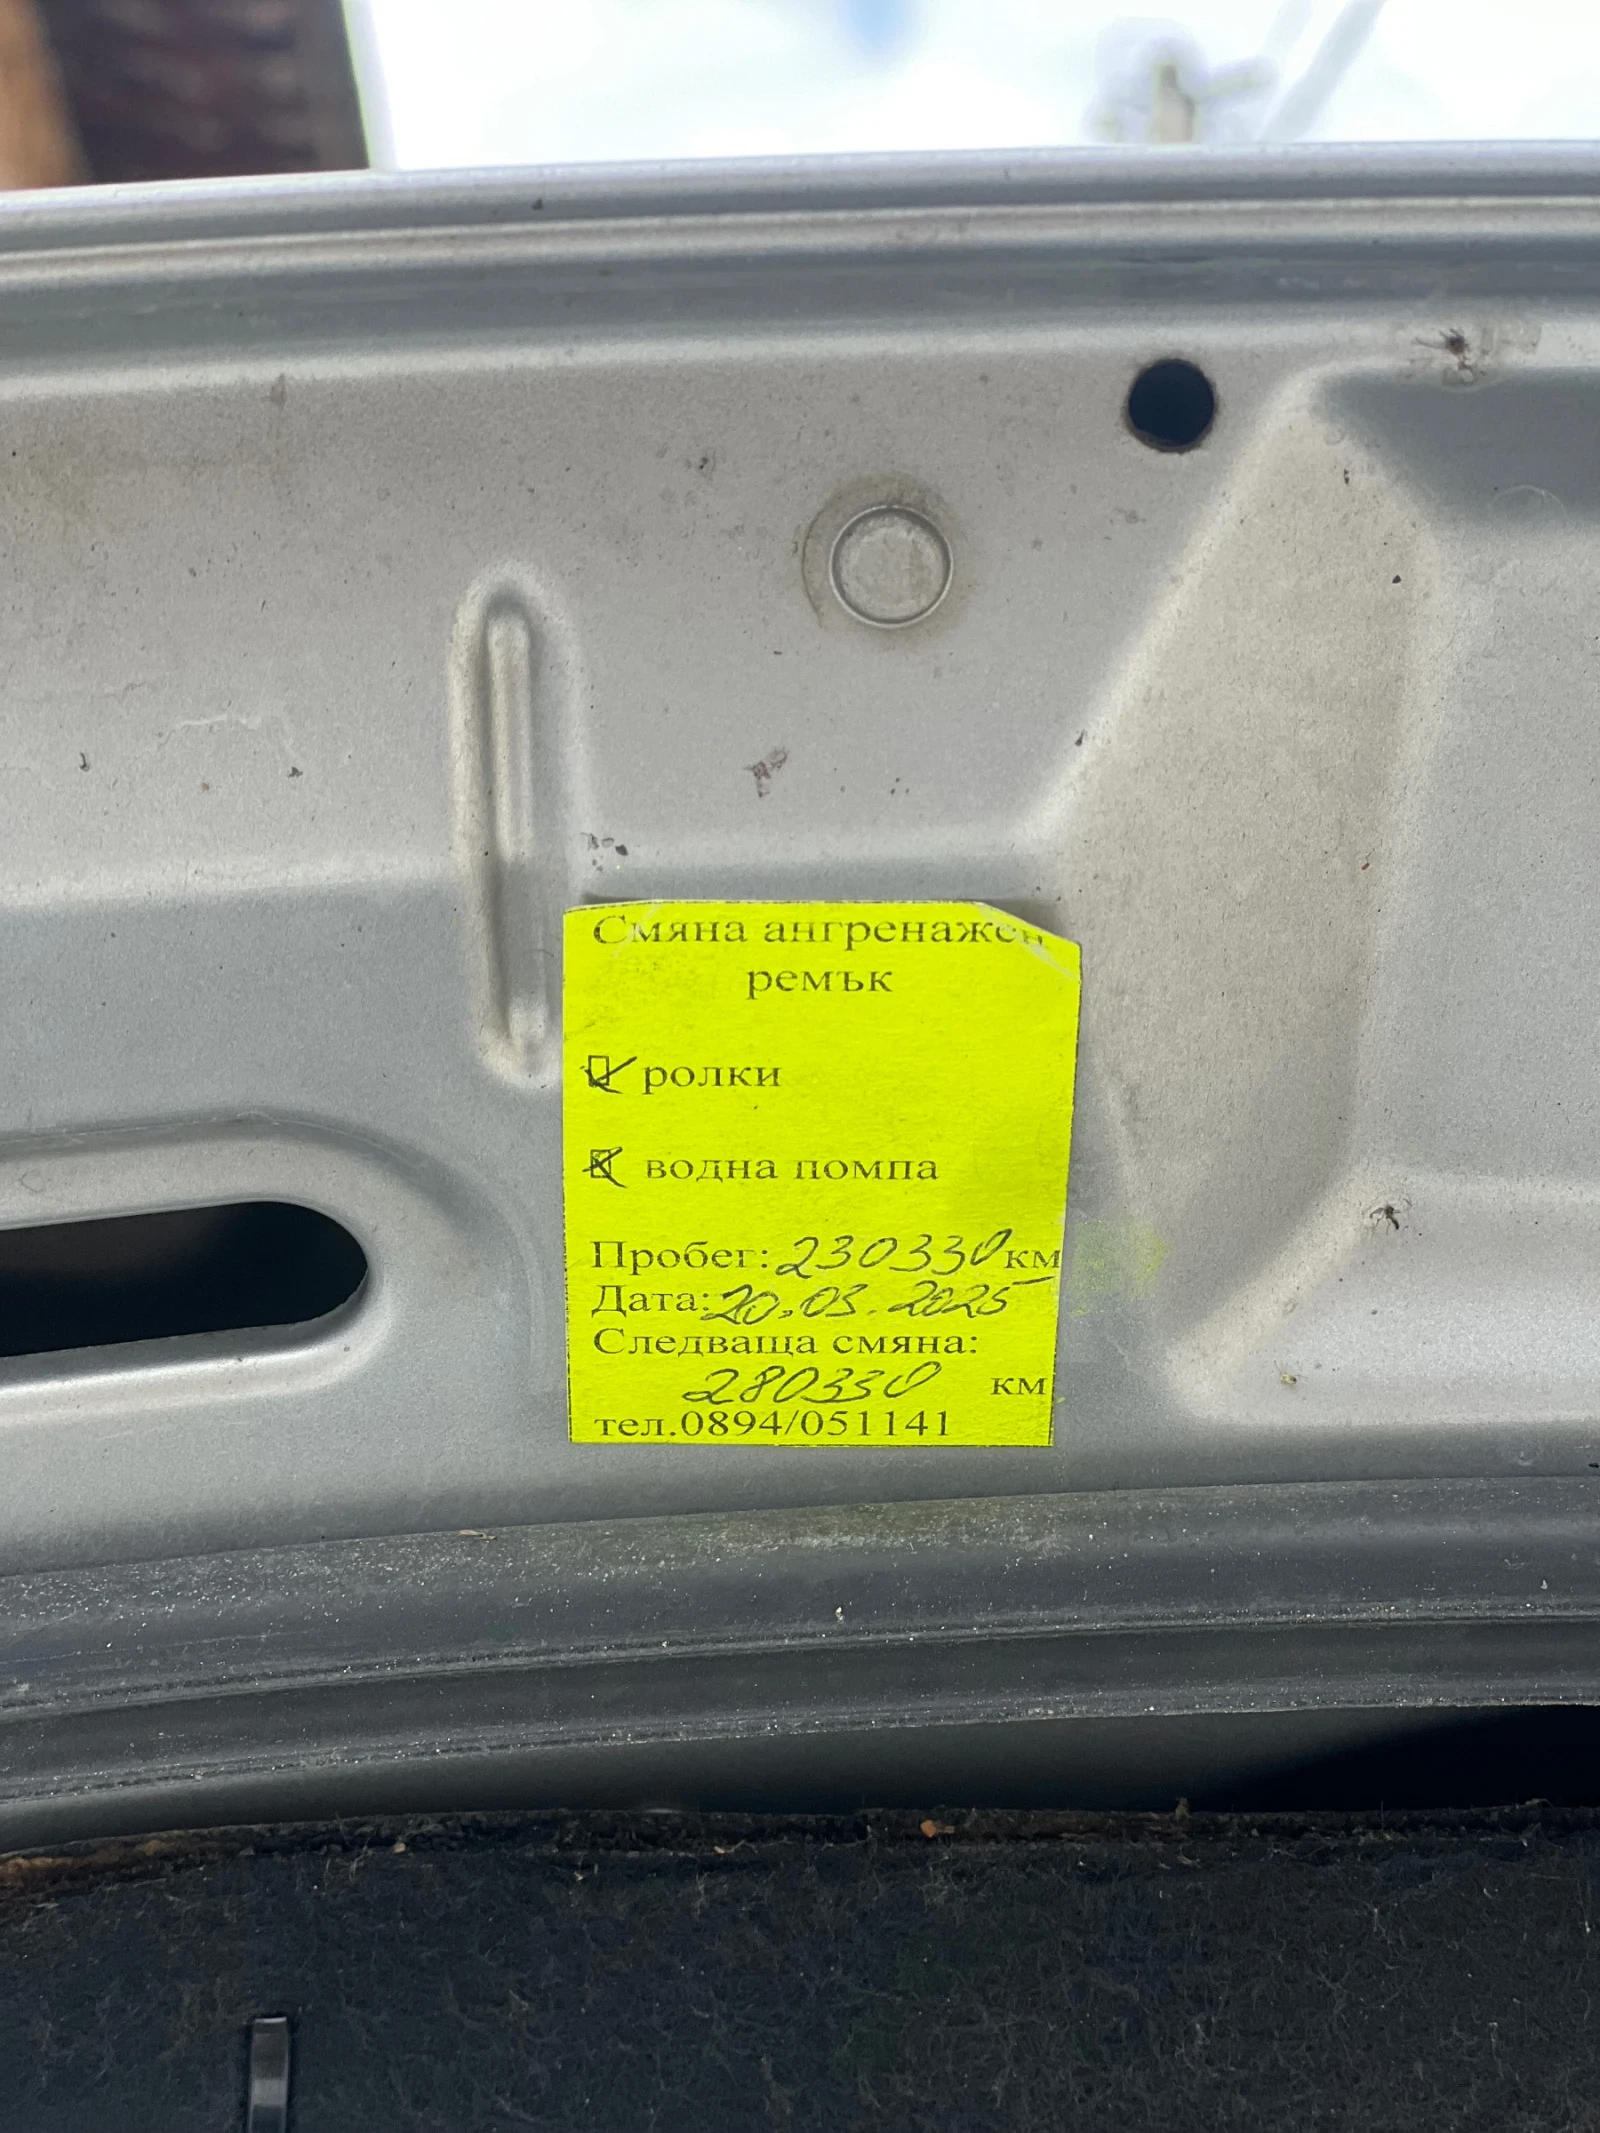 Смяна ангренажен
ремък
ролки
водна помпа
Пробег: 230330 км
Дата: 20.03.2025
Следваща смяна:
280330 км
тел.0894/051141